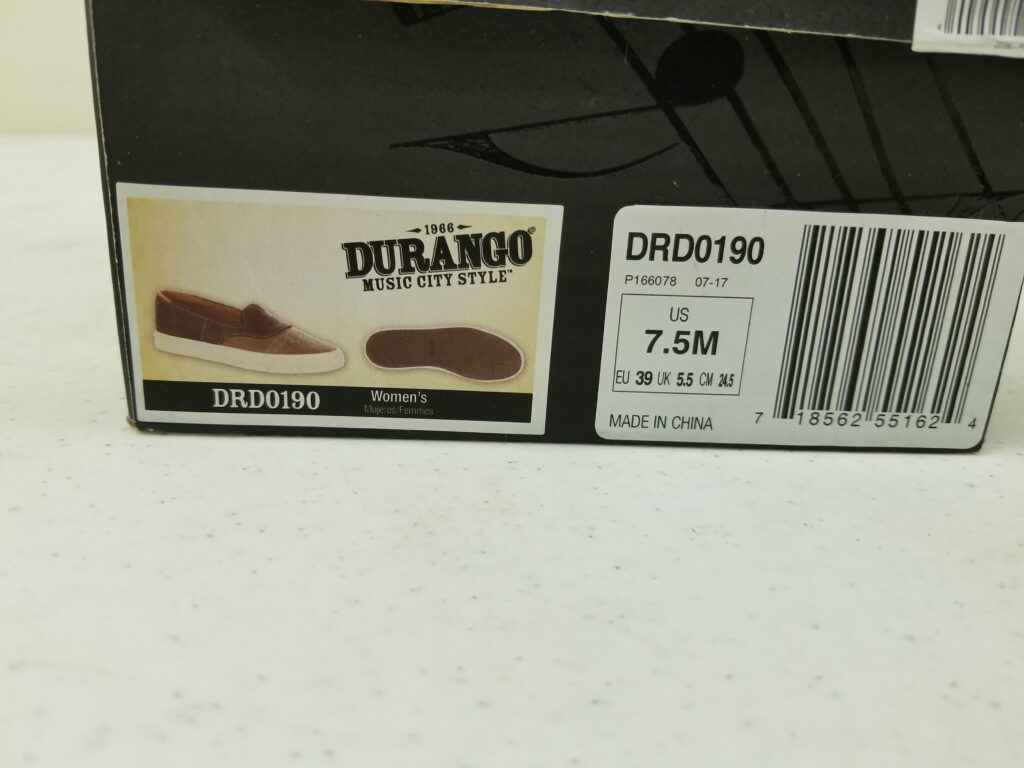 1966
DURANGO®
MUSIC CITY STYLE™
DRD0190
Women's
Mujeres/Femmes
DRD0190
P166078 07-17
US
7.5M
EU 39 UK 5.5 CM 24.5
MADE IN CHINA
7 18562 55162 4